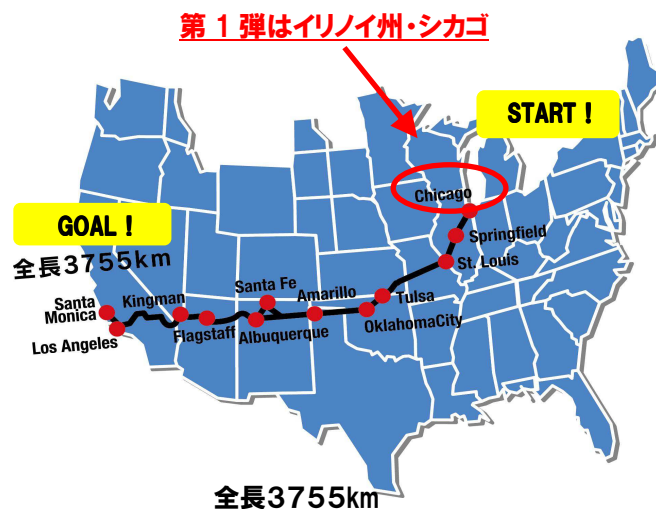 第 1 弾はイリノイ州・シカゴ
START！
Chicago
GOAL！
全長3755km
Springfield
St. Louis
Santa Fe
Amarillo
Tulsa
Santa
Monica
Kingman
OklahomaCity
Flagstaff
Albuquerque
Los Angeles
全長3755km